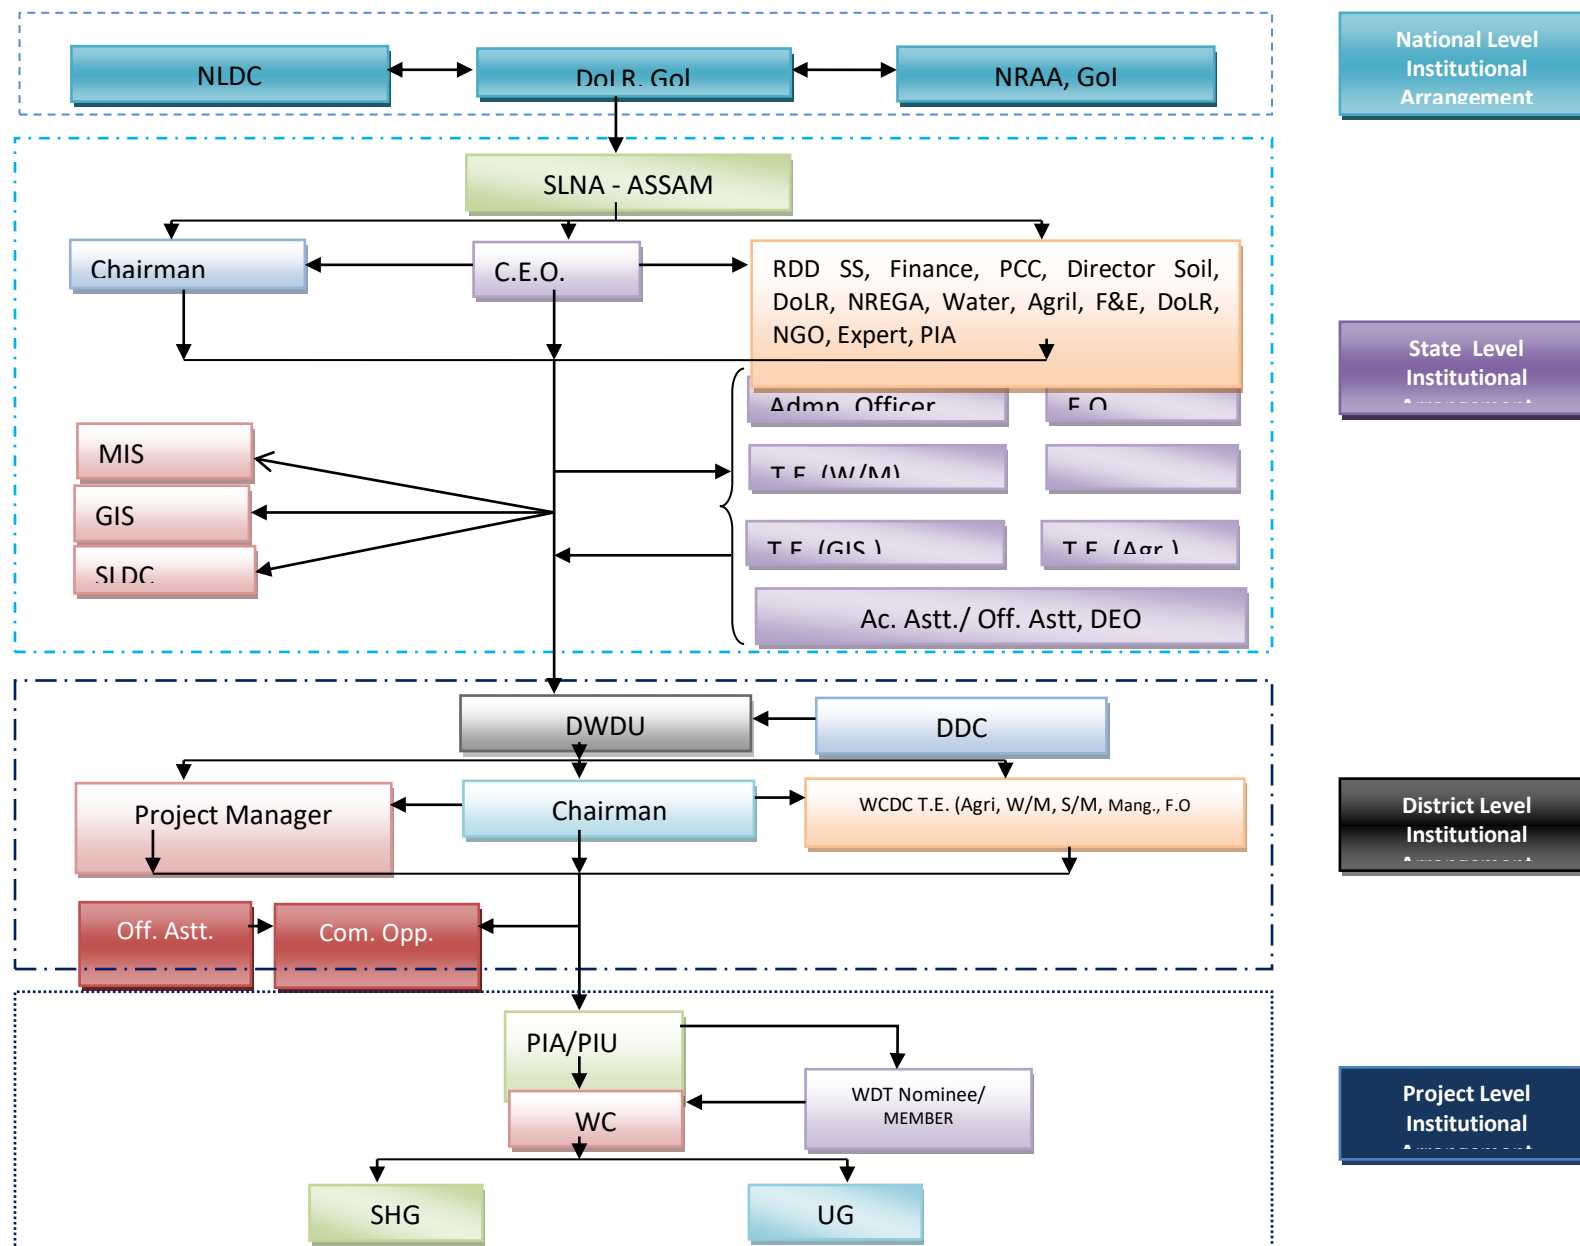 NLDC
DoLR, GoI
NRAA, GoI
National Level
Institutional
Arrangement
SLNA - ASSAM
Chairman
C.E.O.
RDD SS, Finance, PCC, Director Soil,
DoLR, NREGA, Water, Agril, F&E, DoLR,
NGO, Expert, PIA
State Level
Institutional
Arrangement
Admn. Officer
F.O
MIS
T.E. (W/M)
GIS
T.E. (GIS )
T.E. (Agr.)
SLDC
Ac. Astt./ Off. Astt, DEO
DWDU
DDC
Project Manager
Chairman
WCDC T.E. (Agri, W/M, S/M, Mang., F.O
District Level
Institutional
Arrangement
Off. Astt.
Com. Opp.
PIA/PIU
WDT Nominee/
MEMBER
WC
Project Level
Institutional
Arrangement
SHG
UG